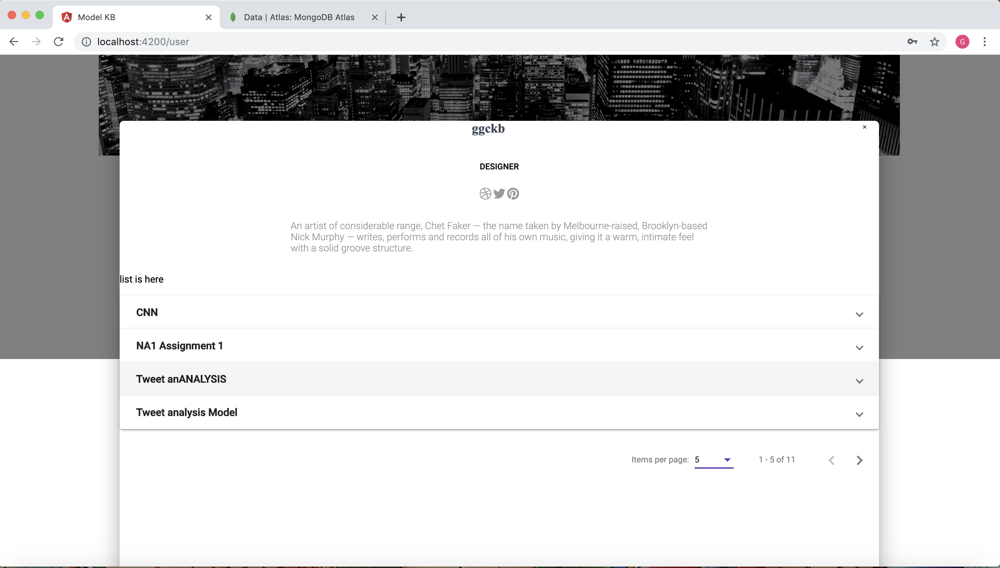 Model KB
Data | Atlas: MongoDB Atlas
localhost:4200/user
G
ggckb
×
DESIGNER
An artist of considerable range, Chet Faker — the name taken by Melbourne-raised, Brooklyn-based
Nick Murphy — writes, performs and records all of his own music, giving it a warm, intimate feel
with a solid groove structure.
list is here
CNN
NA1 Assignment 1
Tweet anANALYSIS
Tweet analysis Model
Items per page: 5 1 - 5 of 11